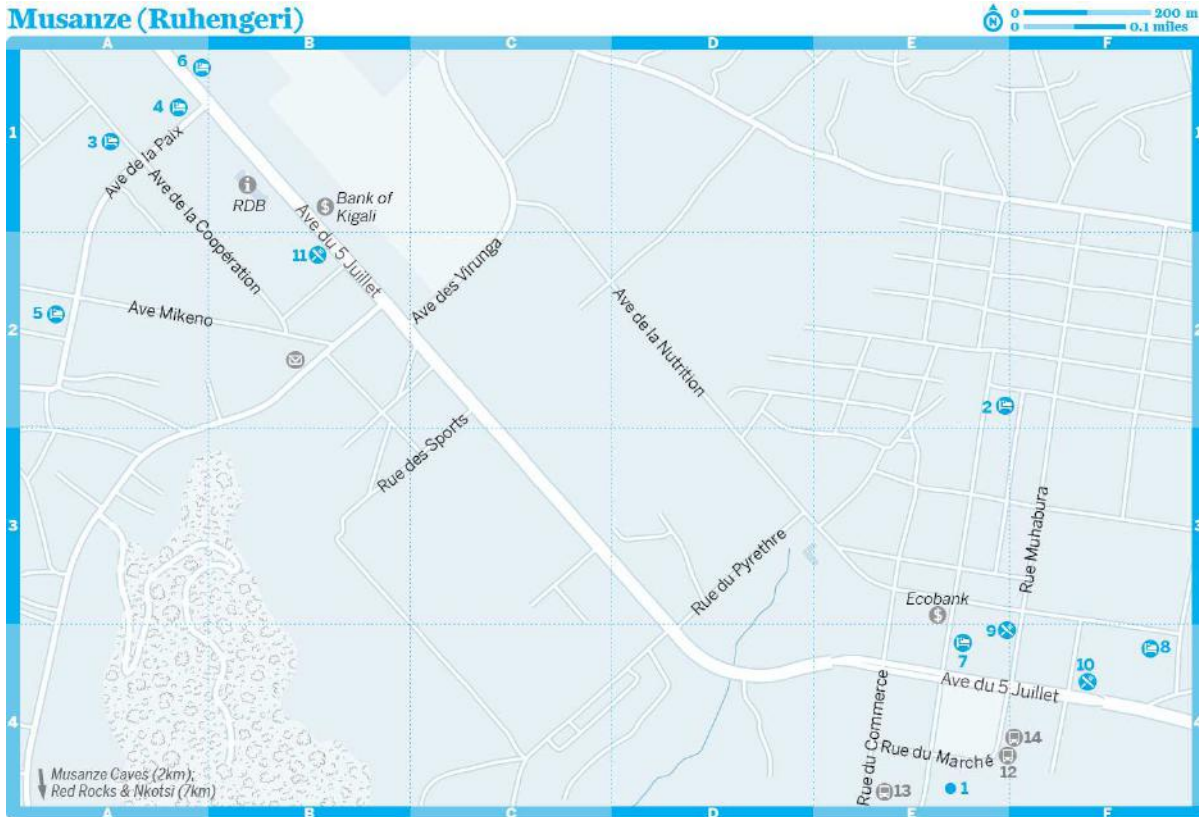 Musanze (Ruhengeri)
N
0 200 m
0 0.1 miles
A B C D E F
1
6
4
3
Ave de la Paix
Ave de la Coopération
i
RDB
$
Bank of
Kigali
Ave du 5 Juillet
11
Ave des Virunga
1
2
5
Ave Mikeno
Ave de la Nutrition
2
2
3
Rue des Sports
Rue du Pyrethre
Rue Muhabura
Ecobank
$
3
4
9
7
8
10
Ave du 5 Juillet
Rue du Commerce
Rue du Marché
14
12
13
1
4
Musanze Caves (2km);
Red Rocks & Nkotsi (7km)
A B C D E F